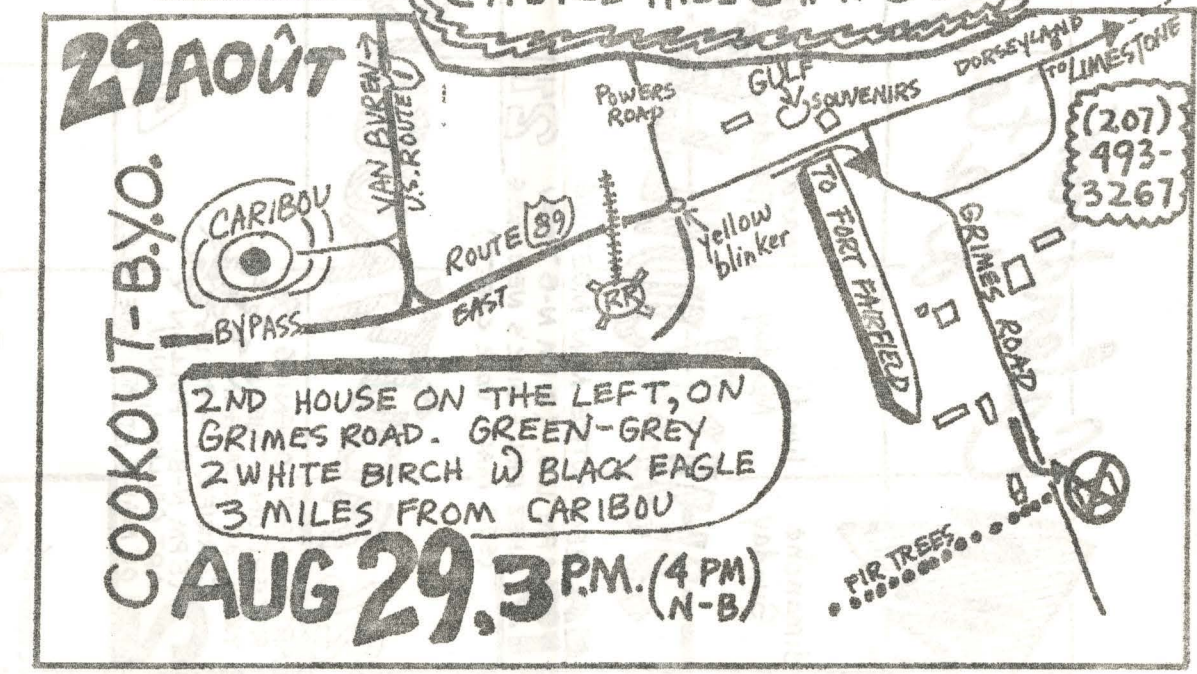 29 AOÛT
VAN BUREN →
U.S. ROUTE 1
POWERS
ROAD
GULF
SOUVENIRS
DORSEYLAND
TO LIMESTONE
(207)
493-
3267
COOKOUT-B.Y.O.
CARIBOU
BYPASS
ROUTE 89
EAST
RR
yellow
blinker
TO FORT FAIRFIELD
GRIMES ROAD
2ND HOUSE ON THE LEFT, ON
GRIMES ROAD. GREEN-GREY
2 WHITE BIRCH W BLACK EAGLE
3 MILES FROM CARIBOU
FIR TREES
AUG 29, 3 P.M. (4 PM
N-B)